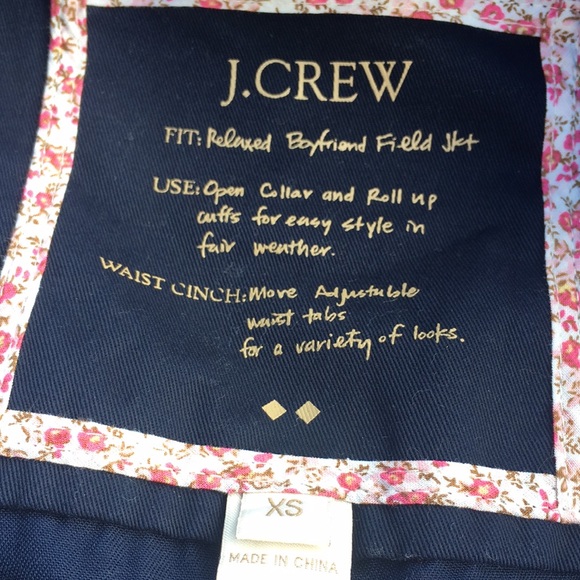 J.CREW
FIT: Relaxed Boyfriend Field Jkt
USE: Open Collar and Roll up
cuffs for easy style in
fair weather.
WAIST CINCH: Move Adjustable
waist tabs
for a variety of looks.
XS
MADE IN CHINA